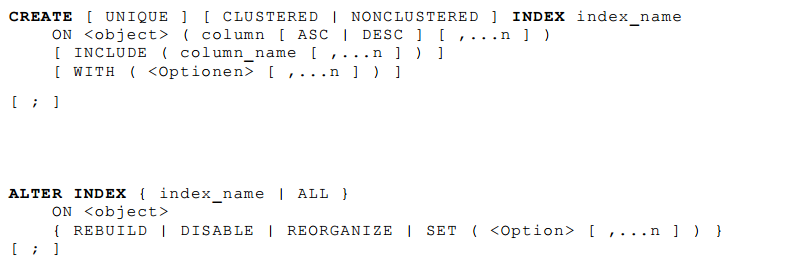 CREATE [ UNIQUE ] [ CLUSTERED | NONCLUSTERED ] INDEX index_name
ON <object> ( column [ ASC | DESC ] [ ,...n ] )
[ INCLUDE ( column_name [ ,...n ] ) ]
[ WITH ( <Optionen> [ ,...n ] ) ]
[ ; ]
ALTER INDEX { index_name | ALL }
ON <object>
{ REBUILD | DISABLE | REORGANIZE | SET ( <Option> [ ,...n ] ) }
[ ; ]